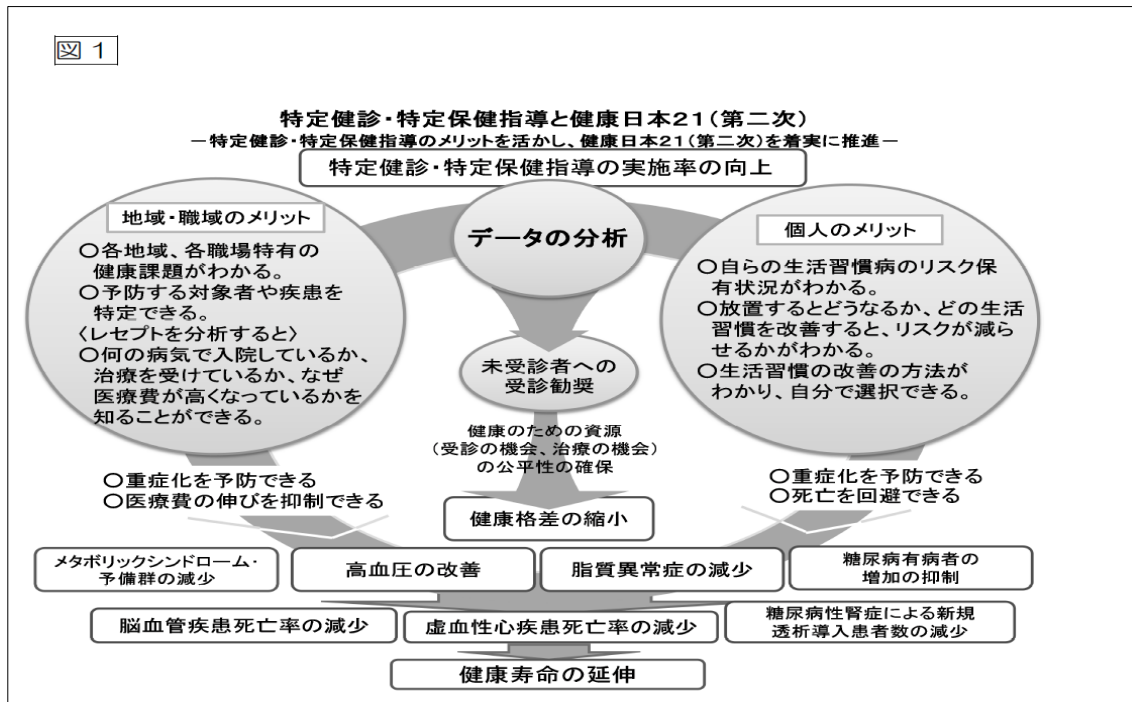 図 1
特定健診・特定保健指導と健康日本21(第二次)
－特定健診・特定保健指導のメリットを活かし、健康日本21(第二次)を着実に推進－
特定健診・特定保健指導の実施率の向上
地域・職域のメリット
○各地域、各職場特有の
健康課題がわかる。
○予防する対象者や疾患を
特定できる。
〈レセプトを分析すると〉
○何の病気で入院しているか、
治療を受けているか、なぜ
医療費が高くなっているかを
知ることができる。
データの分析
個人のメリット
○自らの生活習慣病のリスク保
有状況がわかる。
○放置するとどうなるか、どの生活
習慣を改善すると、リスクが減ら
せるかがわかる。
○生活習慣の改善の方法が
わかり、自分で選択できる。
未受診者への
受診勧奨
健康のための資源
(受診の機会、治療の機会)
の公平性の確保
○重症化を予防できる
○医療費の伸びを抑制できる
○重症化を予防できる
○死亡を回避できる
健康格差の縮小
メタボリックシンドローム・
予備群の減少
高血圧の改善
脂質異常症の減少
糖尿病有病者の
増加の抑制
脳血管疾患死亡率の減少
虚血性心疾患死亡率の減少
糖尿病性腎症による新規
透析導入患者数の減少
健康寿命の延伸